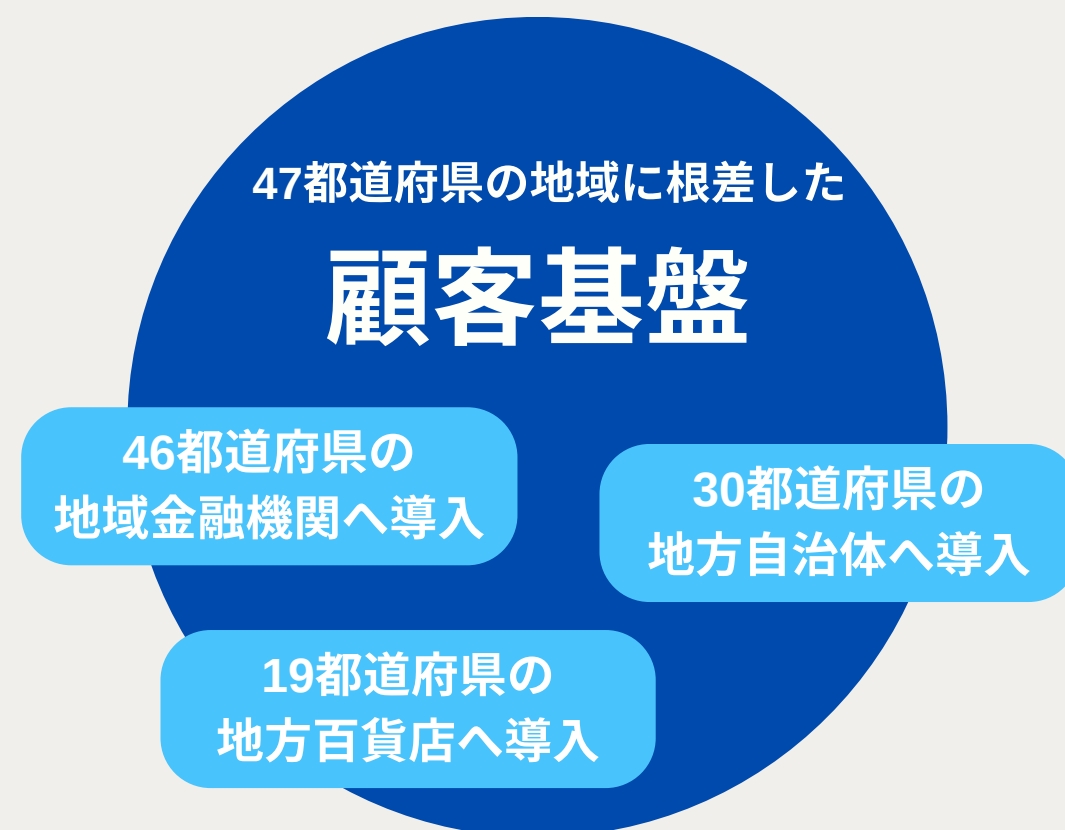 47都道府県の地域に根差した
顧客基盤
46都道府県の
地域金融機関へ導入
30都道府県の
地方自治体へ導入
19都道府県の
地方百貨店へ導入